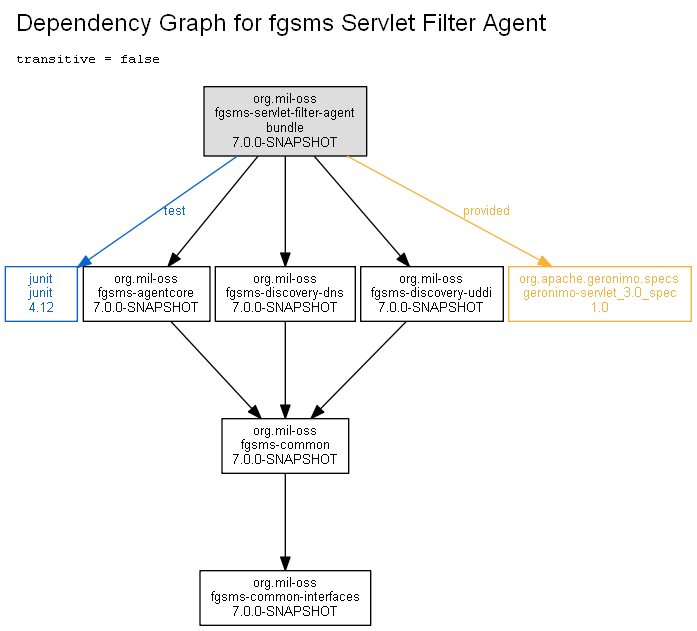 Dependency Graph for fgsms Servlet Filter Agent
transitive = false
org.mil-oss
fgsms-servlet-filter-agent
bundle
7.0.0-SNAPSHOT
test
provided
junit
junit
4.12
org.mil-oss
fgsms-agentcore
7.0.0-SNAPSHOT
org.mil-oss
fgsms-discovery-dns
7.0.0-SNAPSHOT
org.mil-oss
fgsms-discovery-uddi
7.0.0-SNAPSHOT
org.apache.geronimo.specs
geronimo-servlet_3.0_spec
1.0
org.mil-oss
fgsms-common
7.0.0-SNAPSHOT
org.mil-oss
fgsms-common-interfaces
7.0.0-SNAPSHOT